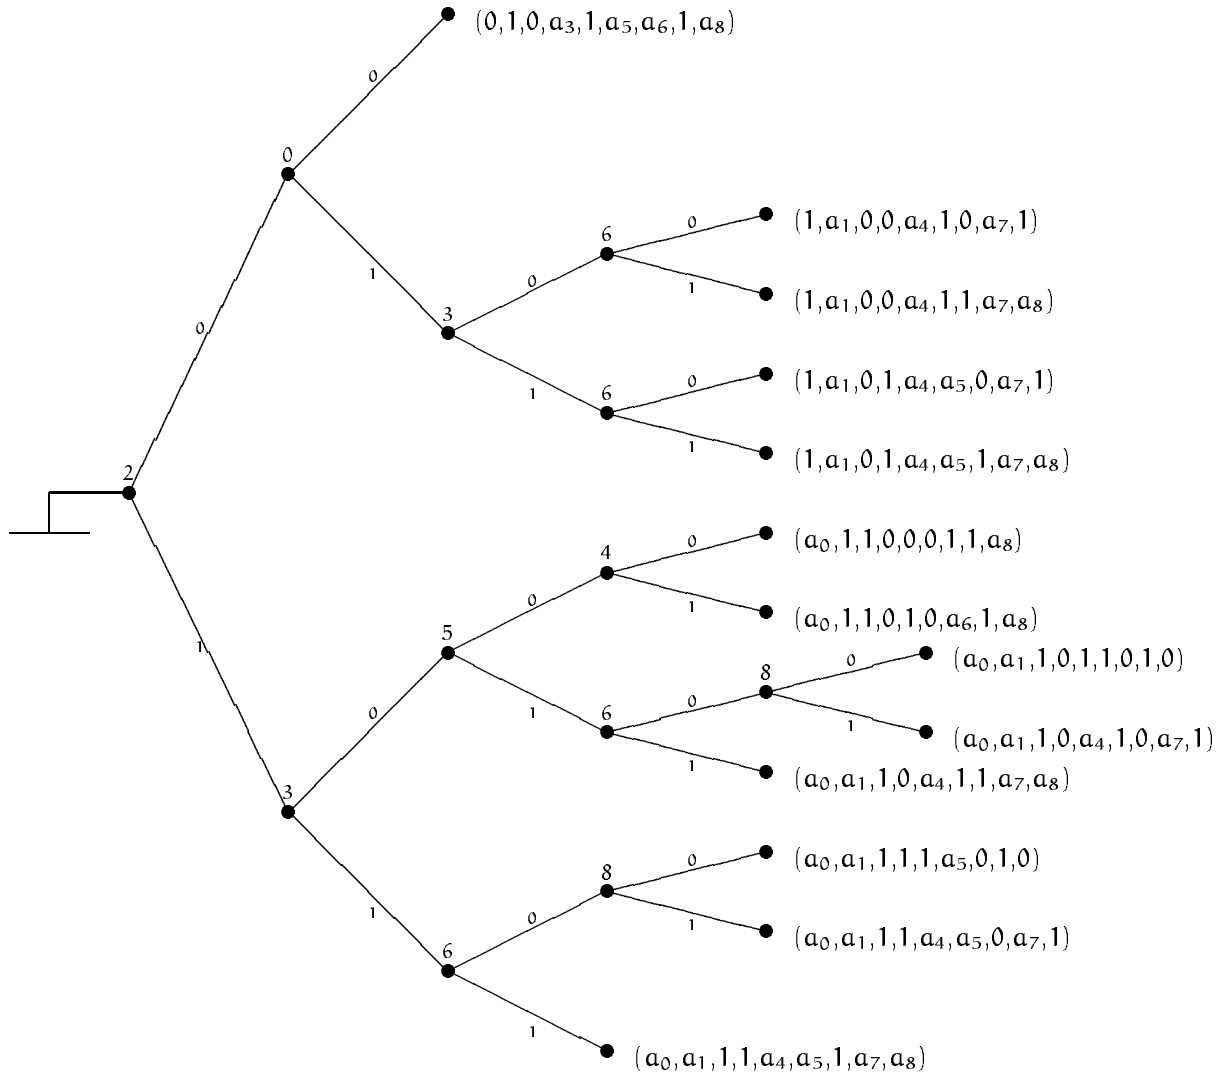 (0,1,0,a₃,1,a₅,a₆,1,a₈)
0
0
0
6
(1,a₁,0,0,a₄,1,0,a₇,1)
1
0
1
(1,a₁,0,0,a₄,1,1,a₇,a₈)
3
0
1
6
0
(1,a₁,0,1,a₄,a₅,0,a₇,1)
1
(1,a₁,0,1,a₄,a₅,1,a₇,a₈)
2
4
0
(a₀,1,1,0,0,0,1,1,a₈)
0
1
(a₀,1,1,0,1,0,a₆,1,a₈)
1
5
8
0
(a₀,a₁,1,0,1,1,0,1,0)
0
1
6
0
1
(a₀,a₁,1,0,a₄,1,0,a₇,1)
1
(a₀,a₁,1,0,a₄,1,1,a₇,a₈)
3
8
0
(a₀,a₁,1,1,1,a₅,0,1,0)
1
0
1
(a₀,a₁,1,1,a₄,a₅,0,a₇,1)
6
1
(a₀,a₁,1,1,a₄,a₅,1,a₇,a₈)